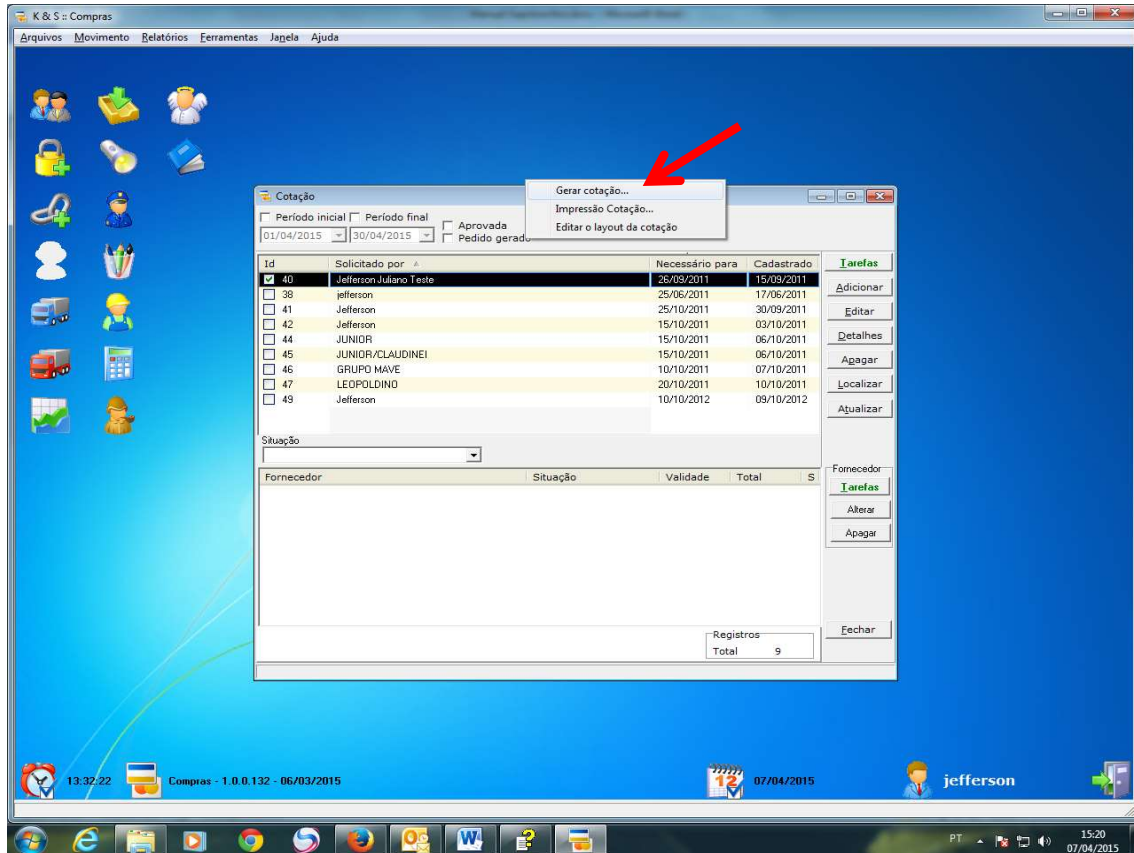 K & S :: Compras
Arquivos Movimento Relatórios Ferramentas Janela Ajuda
Cotação
Gerar cotação...
Impressão Cotação...
Editar o layout da cotação
Período inicial Período final
Aprovada
01/04/2015 30/04/2015
Pedido gerado
Id Solicitado por Necessário para Cadastrado
40 Jefferson Juliano Teste 26/09/2011 15/09/2011
38 jefferson 25/06/2011 17/06/2011
41 Jefferson 25/10/2011 30/09/2011
42 Jefferson 15/10/2011 03/10/2011
44 JUNIOR 15/10/2011 06/10/2011
45 JUNIOR/CLAUDINEI 15/10/2011 06/10/2011
46 GRUPO MAVE 10/10/2011 07/10/2011
47 LEOPOLDINO 20/10/2011 10/10/2011
49 Jefferson 10/10/2012 09/10/2012
Tarefas
Adicionar
Editar
Detalhes
Apagar
Localizar
Atualizar
Situação
Fornecedor Situação Validade Total S
Fornecedor
Tarefas
Alterar
Apagar
Registros
Total 9
Fechar
13:32:22 Compras - 1.0.0.132 - 06/03/2015 12 07/04/2015 jefferson
PT 15:20
07/04/2015